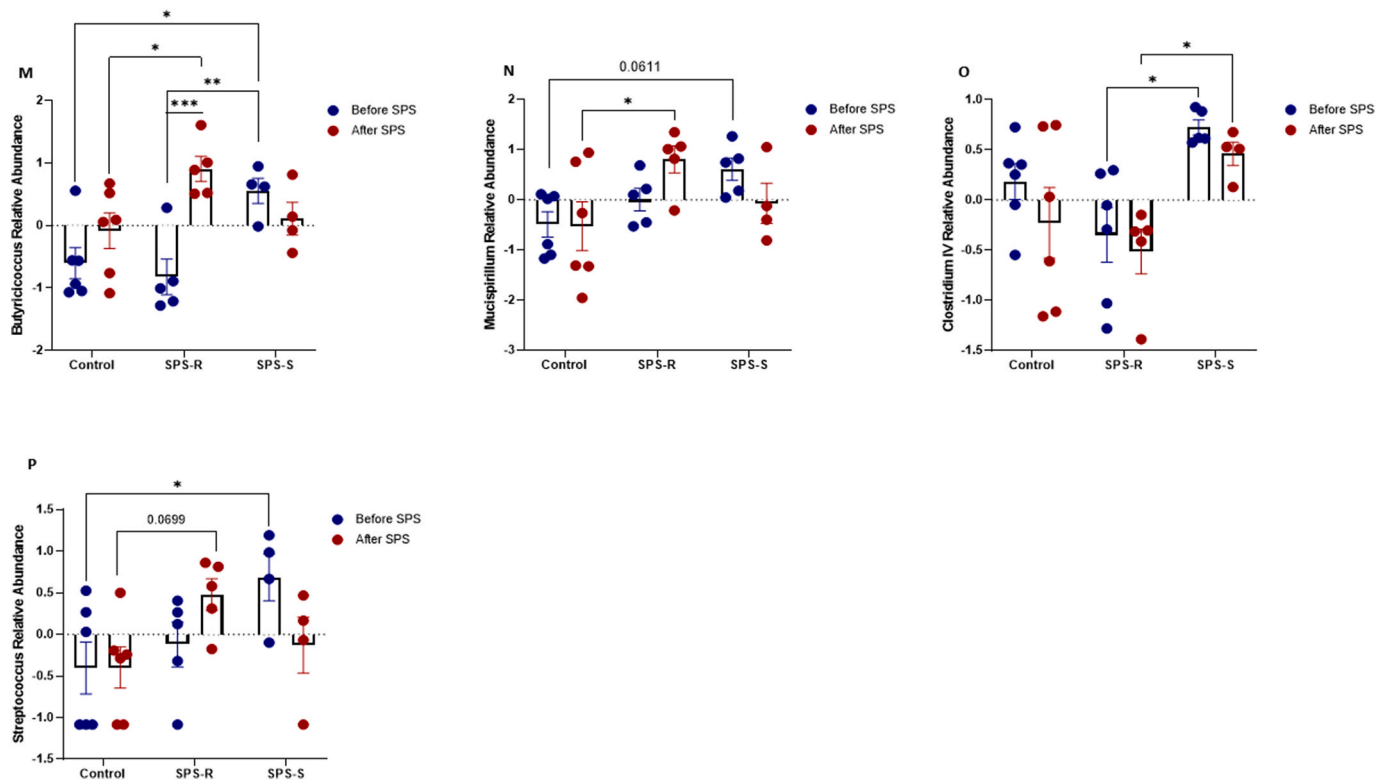 M
*
*
**
***
Before SPS
After SPS
Butyricicoccus Relative Abundance
2
1
0
-1
-2
Control
SPS-R
SPS-S
N
0.0611
*
Before SPS
After SPS
Mucispirillum Relative Abundance
2
1
0
-1
-2
-3
Control
SPS-R
SPS-S
O
*
*
Before SPS
After SPS
Clostridium IV Relative Abundance
1.0
0.5
0.0
-0.5
-1.0
-1.5
Control
SPS-R
SPS-S
P
*
0.0699
Before SPS
After SPS
Streptococcus Relative Abundance
1.5
1.0
0.5
0.0
-0.5
-1.0
-1.5
Control
SPS-R
SPS-S